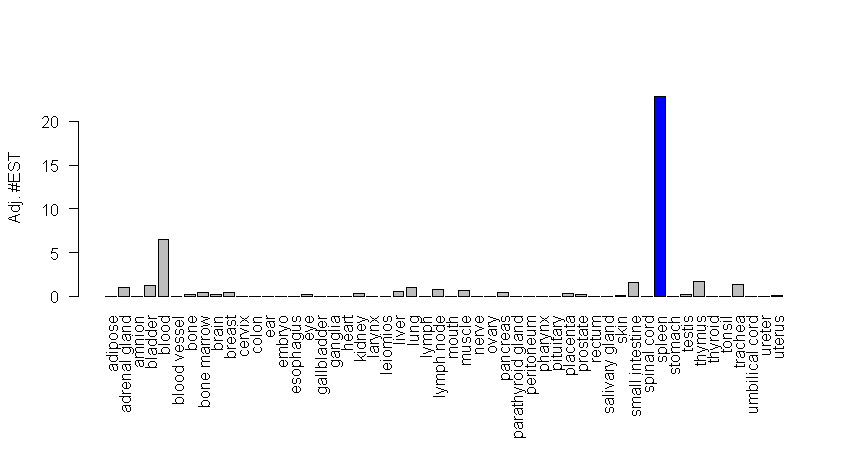 Adj. #EST
20
15
10
5
0
adipose
adrenal gland
amnion
bladder
blood
blood vessel
bone
bone marrow
brain
breast
cervix
colon
ear
embryo
esophagus
eye
gallbladder
ganglia
heart
kidney
larynx
leiomios
liver
lung
lymph
lymph node
mouth
muscle
nerve
ovary
pancreas
parathyroid gland
peritoneum
pharynx
pituitary
placenta
prostate
rectum
salivary gland
skin
small intestine
spinal cord
spleen
stomach
testis
thymus
thyroid
tonsil
trachea
umbilical cord
ureter
uterus